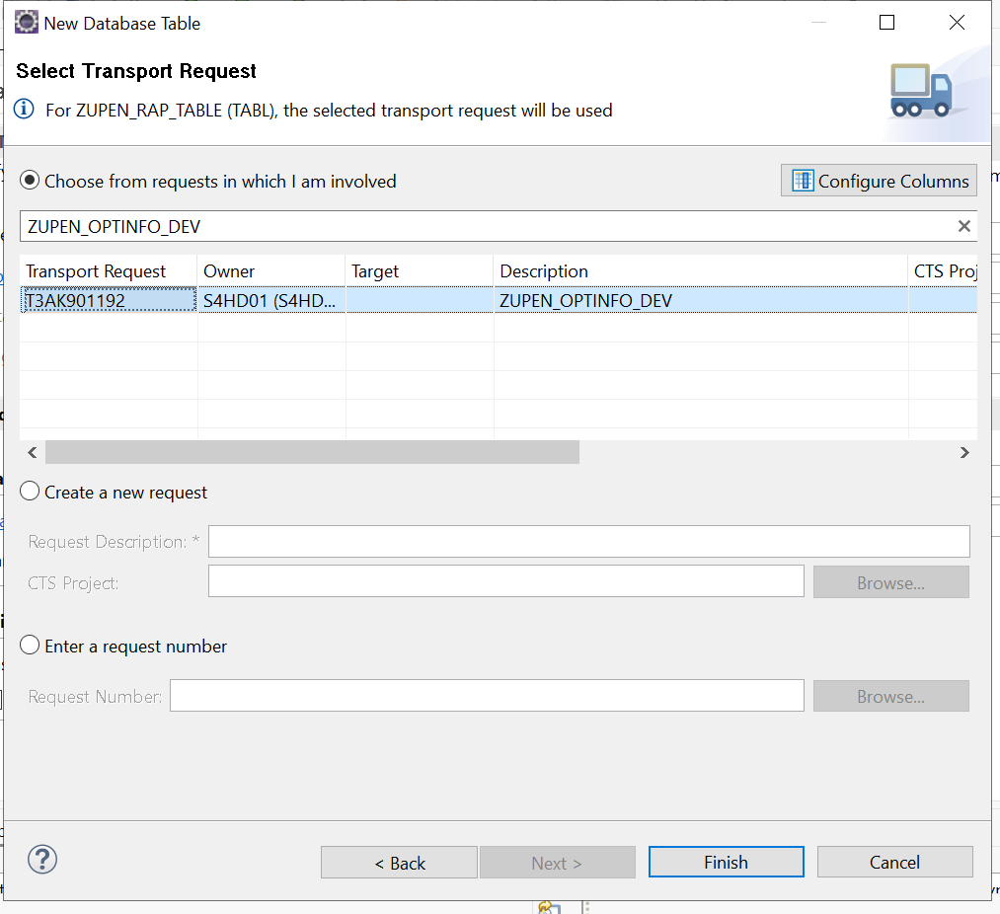 New Database Table
Select Transport Request
For ZUPEN_RAP_TABLE (TABL), the selected transport request will be used
Choose from requests in which I am involved
Configure Columns
ZUPEN_OPTINFO_DEV
Transport Request Owner Target Description CTS Proj
T3AK901192 S4HD01 (S4HD... ZUPEN_OPTINFO_DEV
Create a new request
Request Description: *
CTS Project: Browse...
Enter a request number
Request Number: Browse...
? < Back Next > Finish Cancel